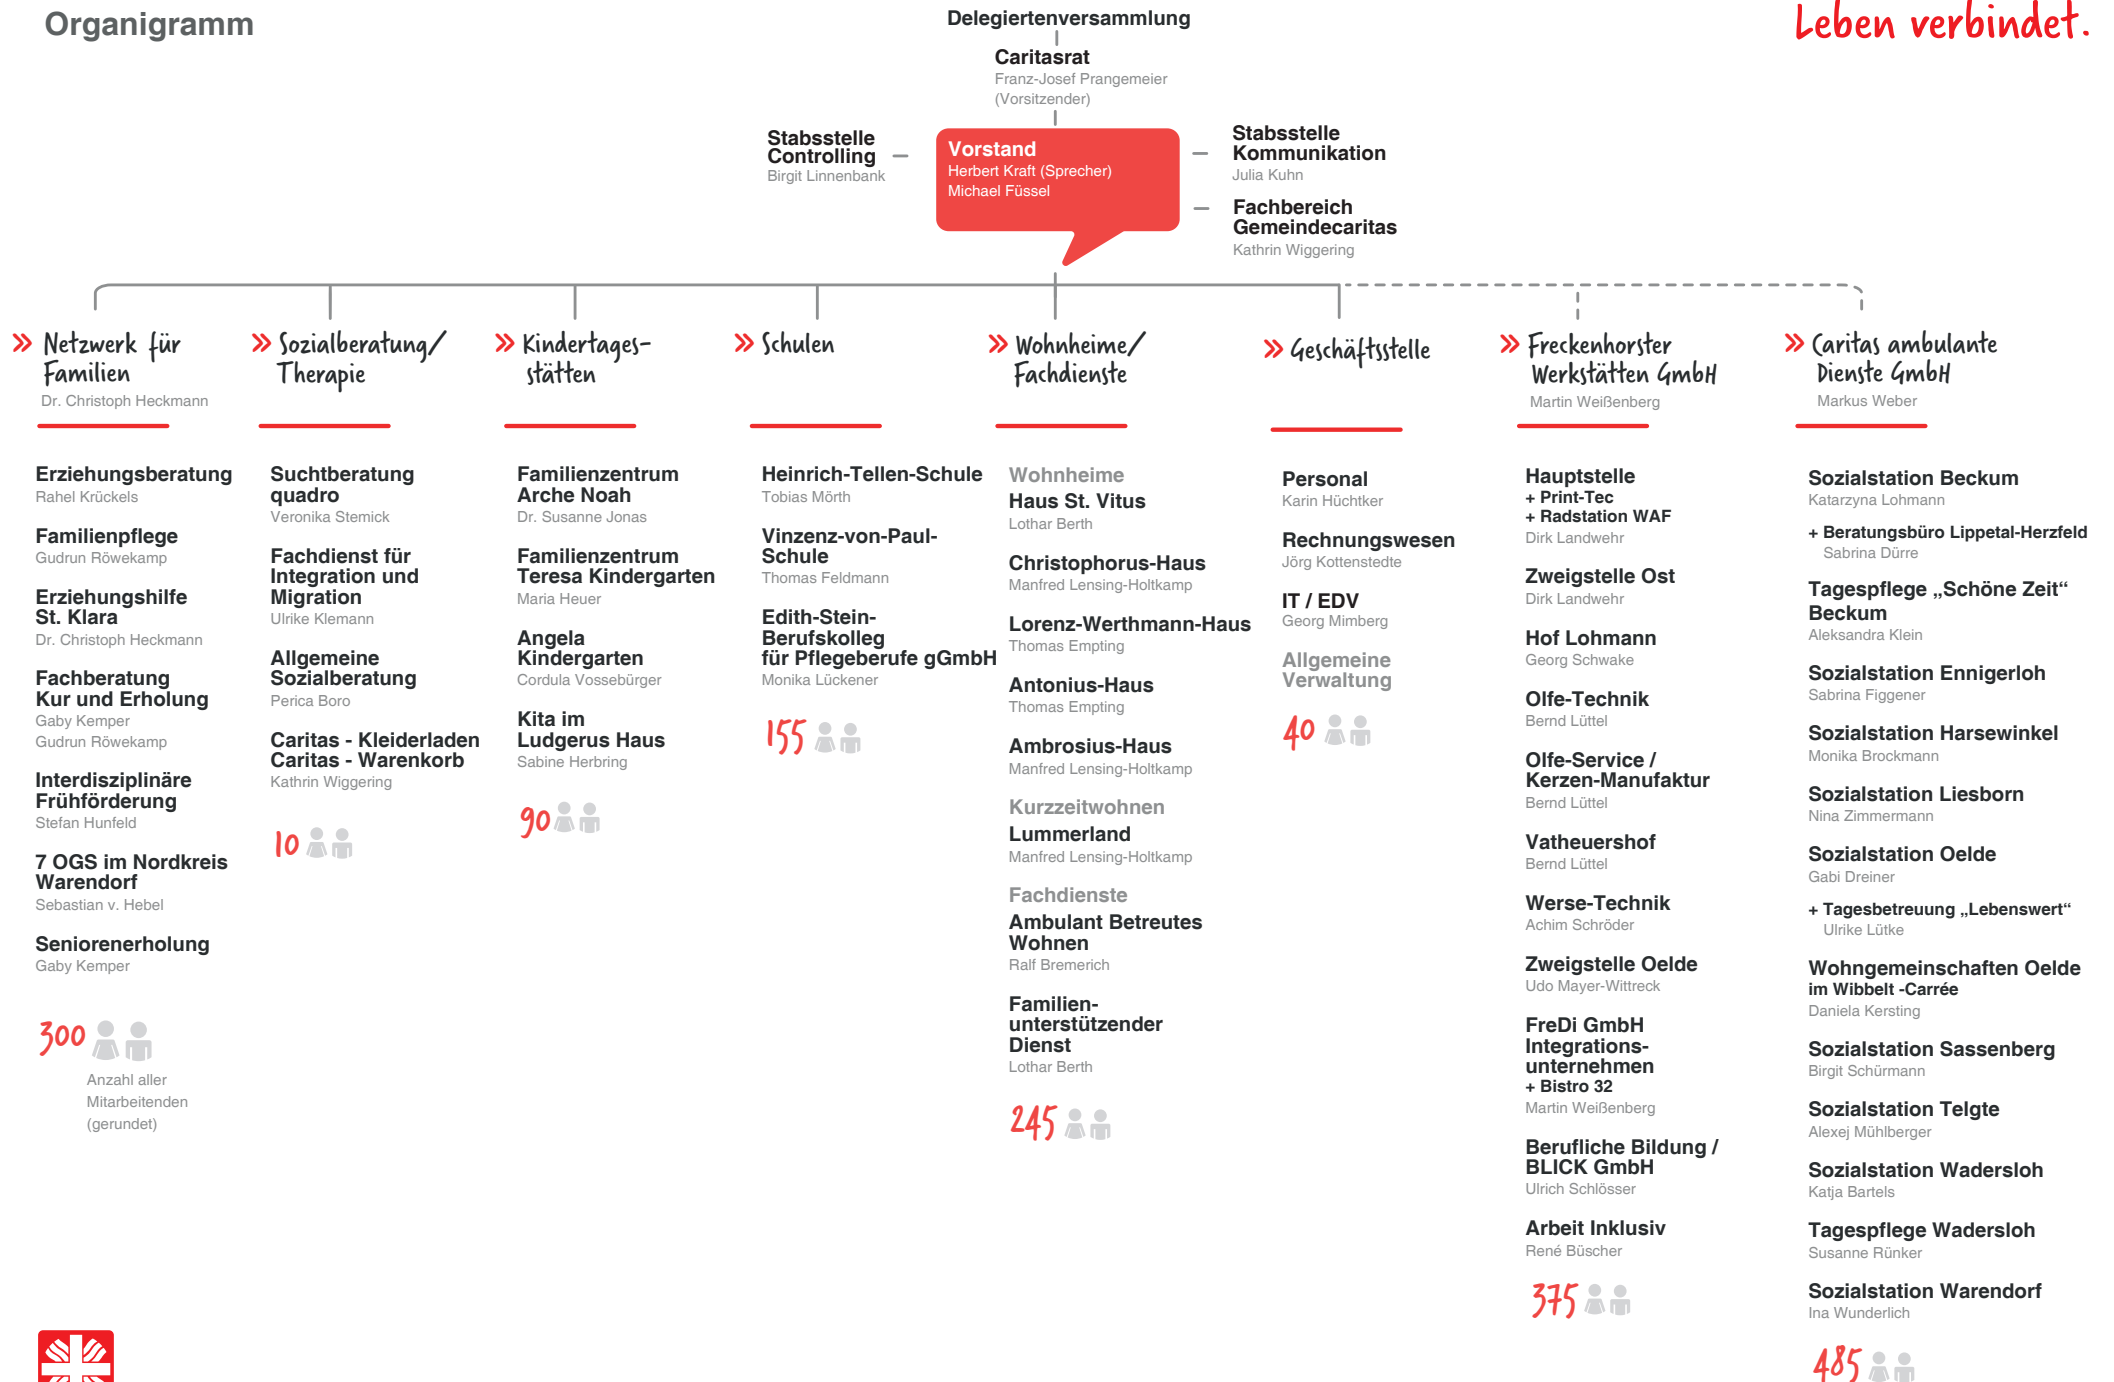 Organigramm
Leben verbindet.
Delegiertenversammlung
Caritasrat
Franz-Josef Prangemeier
(Vorsitzender)
Stabsstelle
Controlling
Birgit Linnenbank
Vorstand
Herbert Kraft (Sprecher)
Michael Füssel
Stabsstelle
Kommunikation
Julia Kuhn
Fachbereich
Gemeindecaritas
Kathrin Wiggering
» Netzwerk für
Familien
Dr. Christoph Heckmann
Erziehungsberatung
Rahel Krückels
Familienpflege
Gudrun Röwekamp
Erziehungshilfe
St. Klara
Dr. Christoph Heckmann
Fachberatung
Kur und Erholung
Gaby Kemper
Gudrun Röwekamp
Interdisziplinäre
Frühförderung
Stefan Hunfeld
7 OGS im Nordkreis
Warendorf
Sebastian v. Hebel
Seniorenerholung
Gaby Kemper
300
Anzahl aller
Mitarbeitenden
(gerundet)
» Sozialberatung/
Therapie
Suchtberatung
quadro
Veronika Stemick
Fachdienst für
Integration und
Migration
Ulrike Klemann
Allgemeine
Sozialberatung
Perica Boro
Caritas - Kleiderladen
Caritas - Warenkorb
Kathrin Wiggering
10
» Kindertages-
stätten
Familienzentrum
Arche Noah
Dr. Susanne Jonas
Familienzentrum
Teresa Kindergarten
Maria Heuer
Angela
Kindergarten
Cordula Vossebürger
Kita im
Ludgerus Haus
Sabine Herbring
90
» Schulen
Heinrich-Tellen-Schule
Tobias Mörth
Vinzenz-von-Paul-
Schule
Thomas Feldmann
Edith-Stein-
Berufskolleg
für Pflegeberufe gGmbH
Monika Lückener
155
» Wohnheime/
Fachdienste
Wohnheime
Haus St. Vitus
Lothar Berth
Christophorus-Haus
Manfred Lensing-Holtkamp
Lorenz-Werthmann-Haus
Thomas Empting
Antonius-Haus
Thomas Empting
Ambrosius-Haus
Manfred Lensing-Holtkamp
Kurzzeitwohnen
Lummerland
Manfred Lensing-Holtkamp
Fachdienste
Ambulant Betreutes
Wohnen
Ralf Bremerich
Familien-
unterstützender
Dienst
Lothar Berth
245
» Geschäftsstelle
Personal
Karin Hüchtker
Rechnungswesen
Jörg Kottenstedte
IT / EDV
Georg Mimberg
Allgemeine
Verwaltung
40
» Freckenhorster
Werkstätten GmbH
Martin Weißenberg
Hauptstelle
+ Print-Tec
+ Radstation WAF
Dirk Landwehr
Zweigstelle Ost
Dirk Landwehr
Hof Lohmann
Georg Schwake
Olfe-Technik
Bernd Lüttel
Olfe-Service /
Kerzen-Manufaktur
Bernd Lüttel
Vatheuershof
Bernd Lüttel
Werse-Technik
Achim Schröder
Zweigstelle Oelde
Udo Mayer-Wittreck
FreDi GmbH
Integrations-
unternehmen
+ Bistro 32
Martin Weißenberg
Berufliche Bildung /
BLICK GmbH
Ulrich Schlösser
Arbeit Inklusiv
René Büscher
375
» Caritas ambulante
Dienste GmbH
Markus Weber
Sozialstation Beckum
Katarzyna Lohmann
+ Beratungsbüro Lippetal-Herzfeld
Sabrina Dürre
Tagespflege „Schöne Zeit“
Beckum
Aleksandra Klein
Sozialstation Ennigerloh
Sabrina Figgener
Sozialstation Harsewinkel
Monika Brockmann
Sozialstation Liesborn
Nina Zimmermann
Sozialstation Oelde
Gabi Dreiner
+ Tagesbetreuung „Lebenswert“
Ulrike Lütke
Wohngemeinschaften Oelde
im Wibbelt -Carrée
Daniela Kersting
Sozialstation Sassenberg
Birgit Schürmann
Sozialstation Telgte
Alexej Mühlberger
Sozialstation Wadersloh
Katja Bartels
Tagespflege Wadersloh
Susanne Rünker
Sozialstation Warendorf
Ina Wunderlich
485